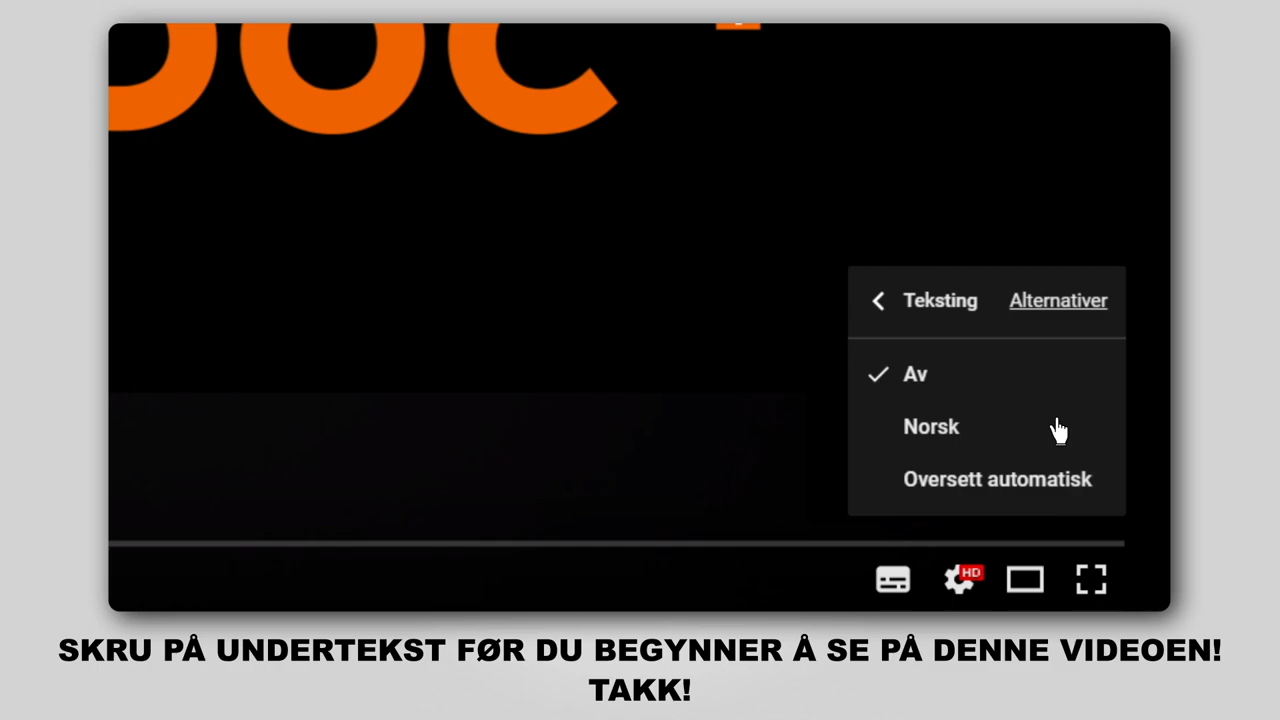 Teksting Alternativer
Av
Norsk
Oversett automatisk
HD
SKRU PÅ UNDERTEKST FØR DU BEGYNNER Å SE PÅ DENNE VIDEOEN!
TAKK!